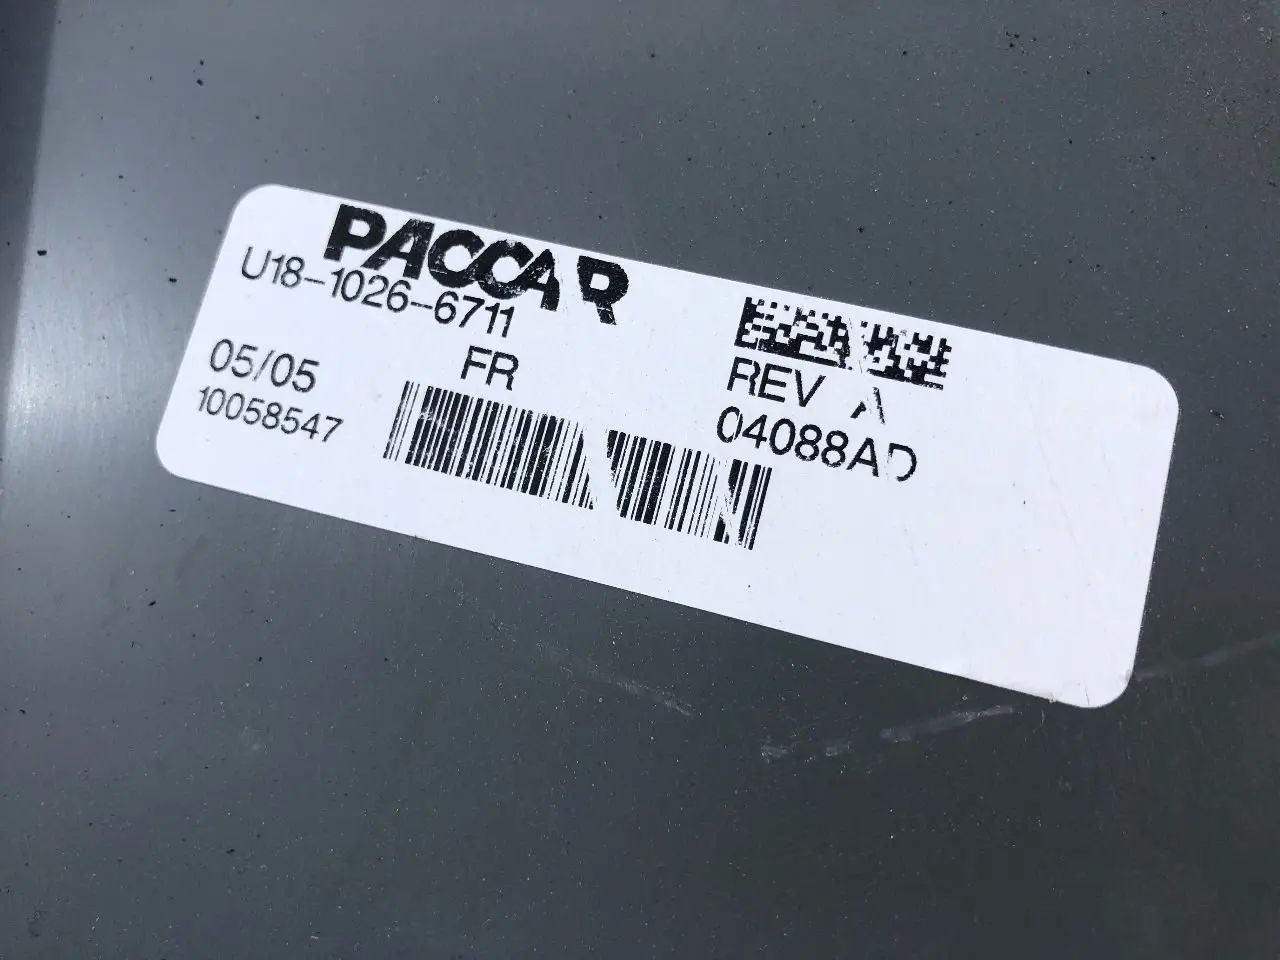 PACCAR
U18-1026-6711
05/05
FR
10058547
REV A
04088AD